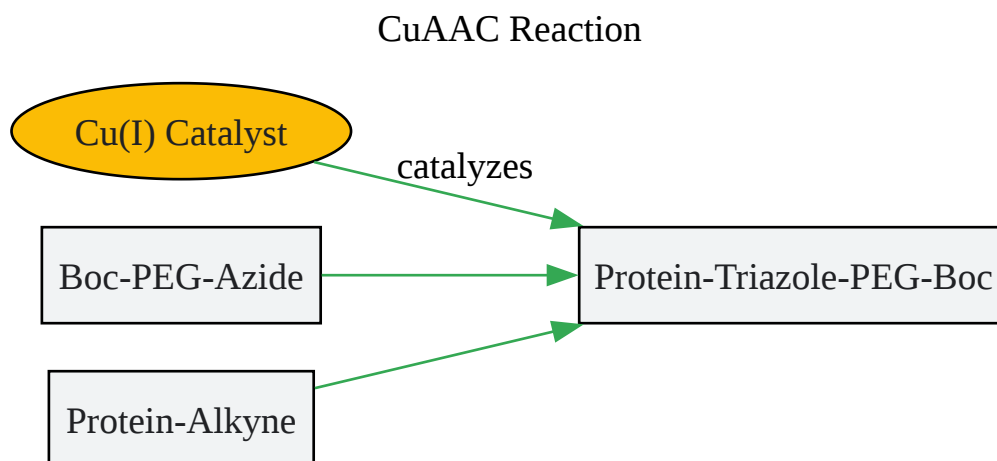 CuAAC Reaction
Cu(I) Catalyst
catalyzes
Boc-PEG-Azide
Protein-Triazole-PEG-Boc
Protein-Alkyne